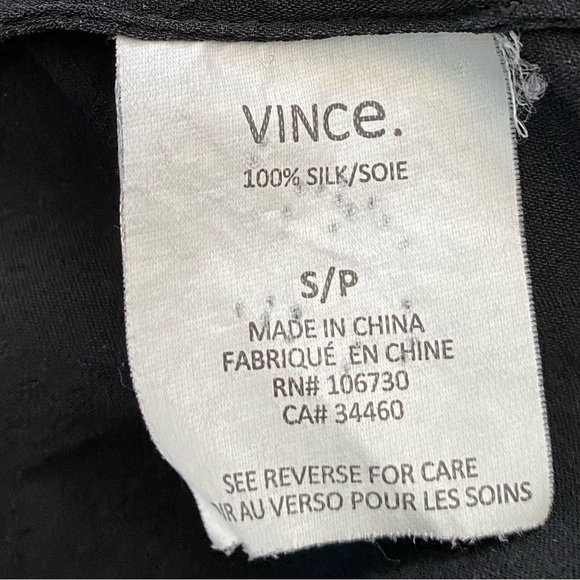 VINCe.
100% SILK/SOIE
S/P
MADE IN CHINA
FABRIQUÉ EN CHINE
RN# 106730
CA# 34460
SEE REVERSE FOR CARE
AU VERSO POUR LES SOINS